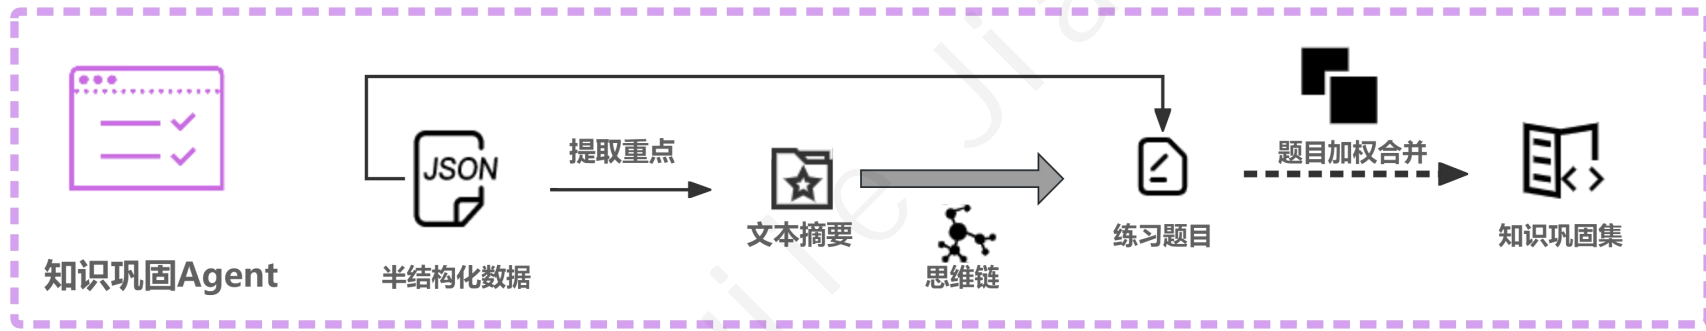 知识巩固Agent
JSON
半结构化数据
提取重点
文本摘要
思维链
练习题目
题目加权合并
知识巩固集